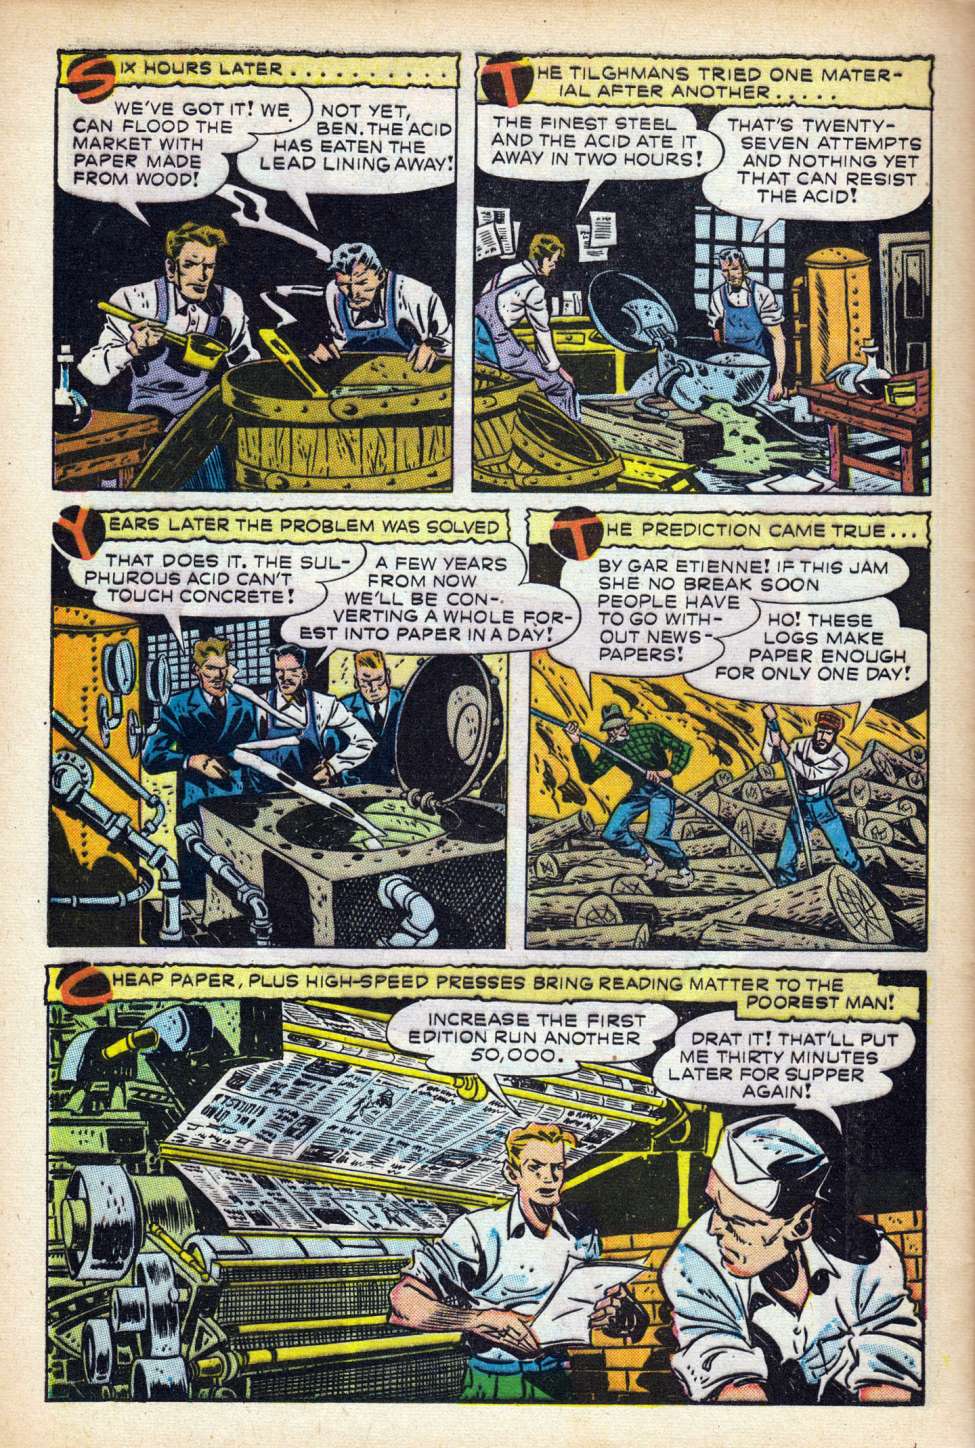 SIX HOURS LATER..........
WE'VE GOT IT! WE
CAN FLOOD THE
MARKET WITH
PAPER MADE
FROM WOOD!
NOT YET,
BEN. THE ACID
HAS EATEN THE
LEAD LINING AWAY!
THE TILGHMANS TRIED ONE MATER-
IAL AFTER ANOTHER.....
THE FINEST STEEL
AND THE ACID ATE IT
AWAY IN TWO HOURS!
THAT'S TWENTY-
SEVEN ATTEMPTS
AND NOTHING YET
THAT CAN RESIST
THE ACID!
YEARS LATER THE PROBLEM WAS SOLVED
THAT DOES IT. THE SUL-
PHUROUS ACID CAN'T
TOUCH CONCRETE!
A FEW YEARS
FROM NOW
WE'LL BE CON-
VERTING A WHOLE FOR-
EST INTO PAPER IN A DAY!
THE PREDICTION CAME TRUE...
BY GAR ETIENNE! IF THIS JAM
SHE NO BREAK SOON
PEOPLE HAVE
TO GO WITH-
OUT NEWS-
PAPERS!
HO! THESE
LOGS MAKE
PAPER ENOUGH
FOR ONLY ONE DAY!
CHEAP PAPER, PLUS HIGH-SPEED PRESSES BRING READING MATTER TO THE
POOREST MAN!
INCREASE THE FIRST
EDITION RUN ANOTHER
50,000.
DRAT IT! THAT'LL PUT
ME THIRTY MINUTES
LATER FOR SUPPER
AGAIN!